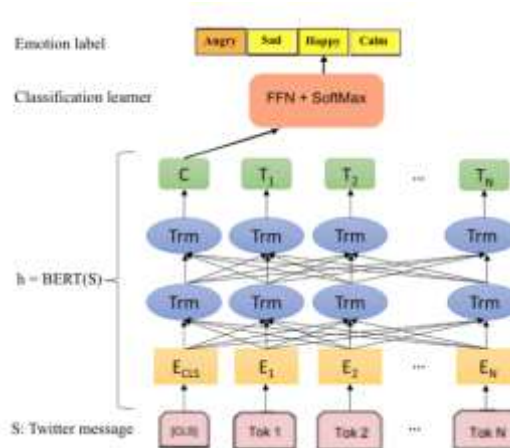 Emotion label Angry Sad Happy Calm
Classification learner FFN + SoftMax
C T1 T2 ... TN
Trm Trm Trm Trm
h = BERT(S)
Trm Trm Trm Trm
ECLS E1 E2 ... EN
S: Twitter message [CLS] Tok 1 Tok 2 ... Tok N